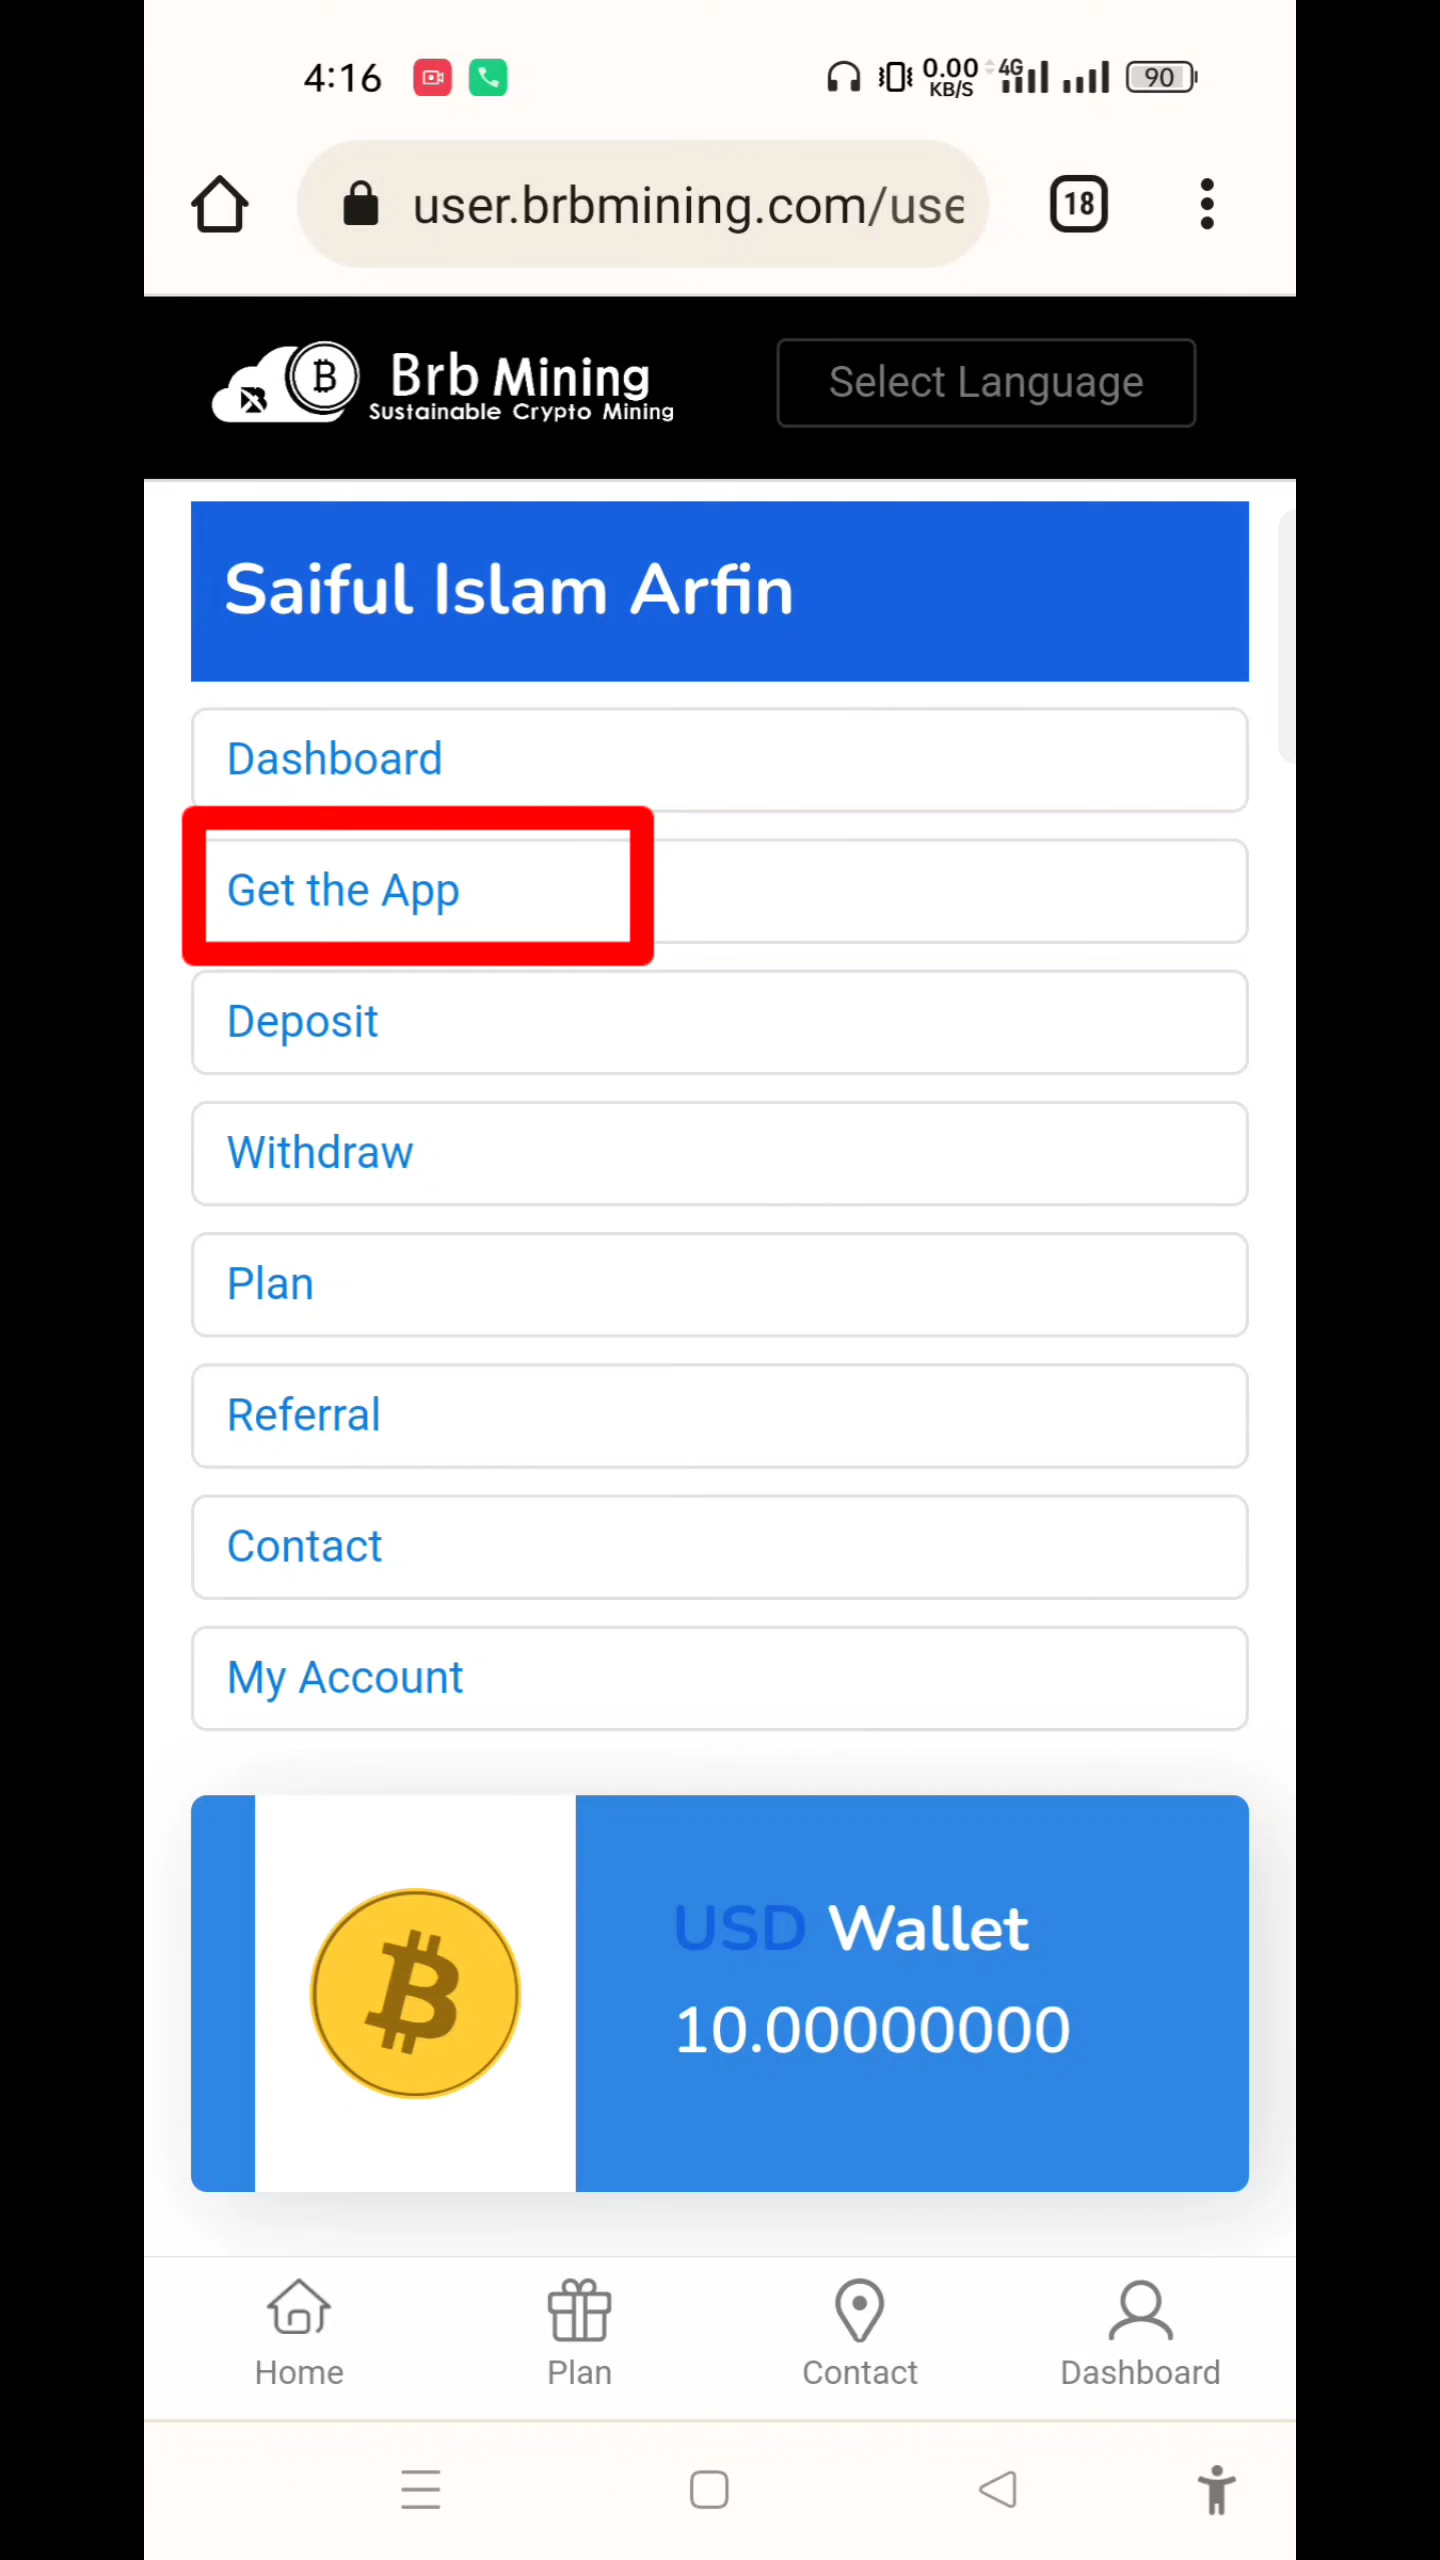 4:16
0.00
KB/S
4G
90
user.brbmining.com/use
18
Brb Mining
Sustainable Crypto Mining
Select Language
Saiful Islam Arfin
Dashboard
Get the App
Deposit
Withdraw
Plan
Referral
Contact
My Account
USD Wallet
10.00000000
Home
Plan
Contact
Dashboard